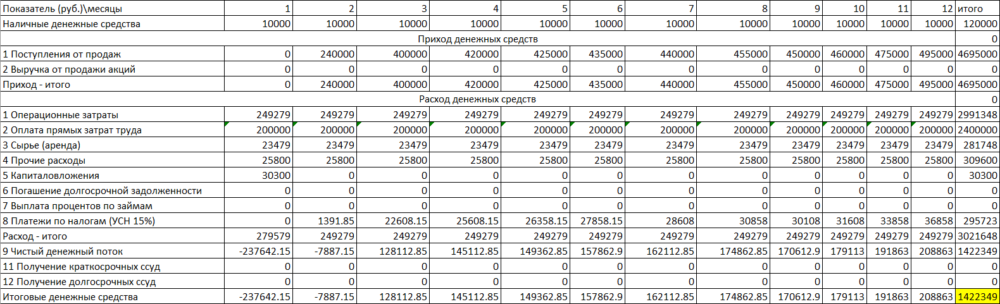 Показатель (руб.)\месяцы 1 2 3 4 5 6 7 8 9 10 11 12 итого
Наличные денежные средства 10000 10000 10000 10000 10000 10000 10000 10000 10000 10000 10000 10000 120000
Приход денежных средств 0
1 Поступления от продаж 0 240000 400000 420000 425000 435000 440000 455000 450000 460000 475000 495000 4695000
2 Выручка от продажи акций 0 0 0 0 0 0 0 0 0 0 0 0 0
Приход - итого 0 240000 400000 420000 425000 435000 440000 455000 450000 460000 475000 495000 4695000
Расход денежных средств 0
1 Операционные затраты 249279 249279 249279 249279 249279 249279 249279 249279 249279 249279 249279 249279 2991348
2 Оплата прямых затрат труда 200000 200000 200000 200000 200000 200000 200000 200000 200000 200000 200000 200000 2400000
3 Сырье (аренда) 23479 23479 23479 23479 23479 23479 23479 23479 23479 23479 23479 23479 281748
4 Прочие расходы 25800 25800 25800 25800 25800 25800 25800 25800 25800 25800 25800 25800 309600
5 Капиталовложения 30300 0 0 0 0 0 0 0 0 0 0 0 30300
6 Погашение долгосрочной задолженности 0 0 0 0 0 0 0 0 0 0 0 0 0
7 Выплата процентов по займам 0 0 0 0 0 0 0 0 0 0 0 0 0
8 Платежи по налогам (УСН 15%) 0 1391.85 22608.15 25608.15 26358.15 27858.15 28608 30858 30108 31608 33858 36858 295723
Расход - итого 279579 249279 249279 249279 249279 249279 249279 249279 249279 249279 249279 249279 3021648
9 Чистый денежный поток -237642.15 -7887.15 128112.85 145112.85 149362.85 157862.9 162112.85 174862.85 170612.9 179113 191863 208863 1422349
11 Получение краткосрочных ссуд 0 0 0 0 0 0 0 0 0 0 0 0 0
12 Получение долгосрочных ссуд 0 0 0 0 0 0 0 0 0 0 0 0 0
Итоговые денежные средства -237642.15 -7887.15 128112.85 145112.85 149362.85 157862.9 162112.85 174862.85 170612.9 179113 191863 208863 1422349